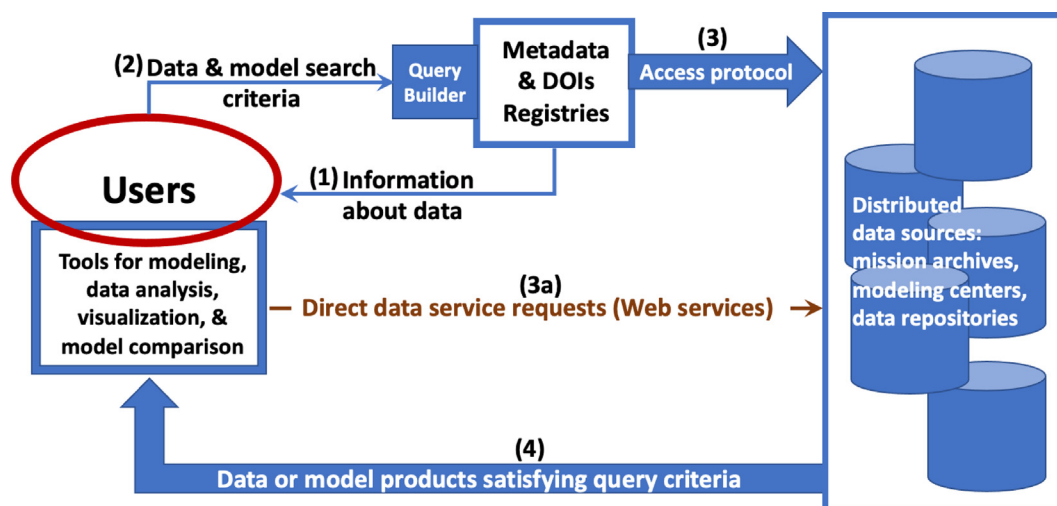 (2) Data & model search
criteria
Query
Builder
Metadata
& DOIs
Registries
(3)
Access protocol
Users
(1) Information
about data
Tools for modeling,
data analysis,
visualization, &
model comparison
(3a)
Direct data service requests (Web services)
Distributed
data sources:
mission archives,
modeling centers,
data repositories
(4)
Data or model products satisfying query criteria